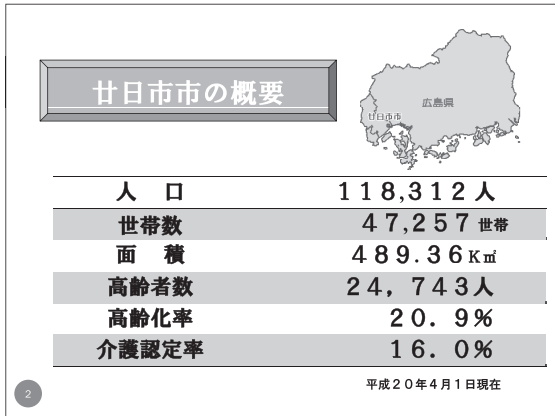 廿日市市の概要
広島県
廿日市市
人　口　118,312人
世帯数　47,257世帯
面　積　489.36K㎡
高齢者数　24，743人
高齢化率　20．9％
介護認定率　16．0％
平成20年4月1日現在
2